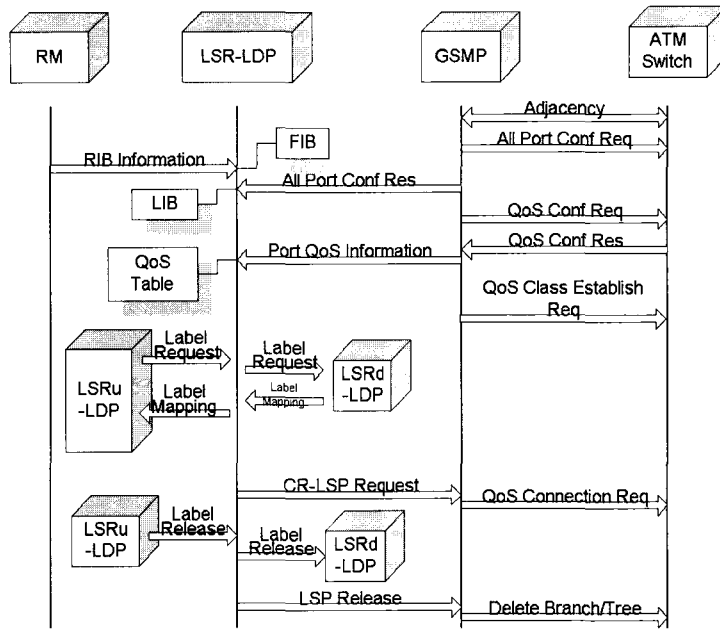 RM
LSR-LDP
GSMP
ATM
Switch
Adjacency
All Port Conf Req
RIB Information
FIB
All Port Conf Res
LIB
QoS Conf Req
QoS Conf Res
Port QoS Information
QoS
Table
QoS Class Establish
Req
LSRu
-LDP
Label
Request
Label
Mapping
Label
Request
Label
Mapping
LSRd
-LDP
CR-LSP Request
QoS Connection Req
LSRu
-LDP
Label
Release
Label
Release
LSRd
-LDP
LSP Release
Delete Branch/Tree